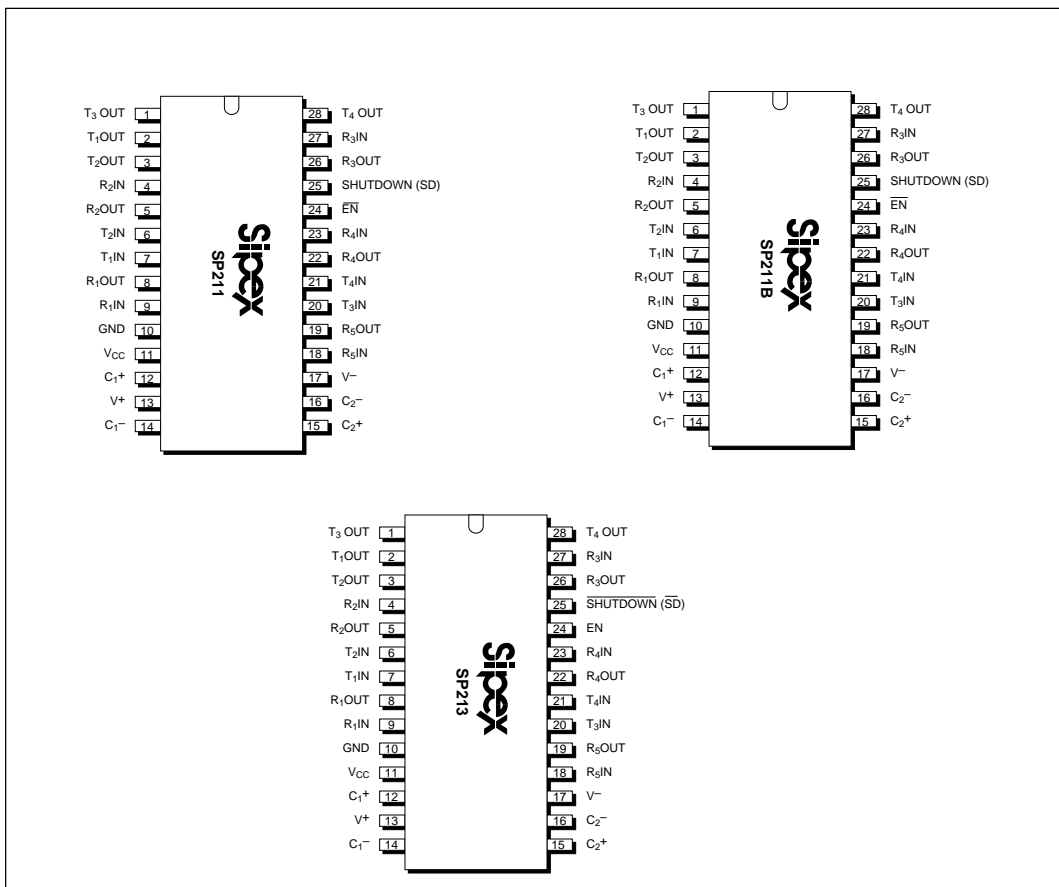 T3 OUT 1 28 T4 OUT
T1OUT 2 27 R3IN
T2OUT 3 26 R3OUT
R2IN 4 25 SHUTDOWN (SD)
R2OUT 5 24 E̅N̅
T2IN 6 23 R4IN
T1IN 7 22 R4OUT
R1OUT 8 21 T4IN
R1IN 9 20 T3IN
GND 10 19 R5OUT
VCC 11 18 R5IN
C1+ 12 17 V–
V+ 13 16 C2–
C1– 14 15 C2+
Sipex
SP211
T3 OUT 1 28 T4 OUT
T1OUT 2 27 R3IN
T2OUT 3 26 R3OUT
R2IN 4 25 SHUTDOWN (SD)
R2OUT 5 24 E̅N̅
T2IN 6 23 R4IN
T1IN 7 22 R4OUT
R1OUT 8 21 T4IN
R1IN 9 20 T3IN
GND 10 19 R5OUT
VCC 11 18 R5IN
C1+ 12 17 V–
V+ 13 16 C2–
C1– 14 15 C2+
Sipex
SP211B
T3 OUT 1 28 T4 OUT
T1OUT 2 27 R3IN
T2OUT 3 26 R3OUT
R2IN 4 25 S̅H̅U̅T̅D̅O̅W̅N̅ (S̅D̅)
R2OUT 5 24 EN
T2IN 6 23 R4IN
T1IN 7 22 R4OUT
R1OUT 8 21 T4IN
R1IN 9 20 T3IN
GND 10 19 R5OUT
VCC 11 18 R5IN
C1+ 12 17 V–
V+ 13 16 C2–
C1– 14 15 C2+
Sipex
SP213